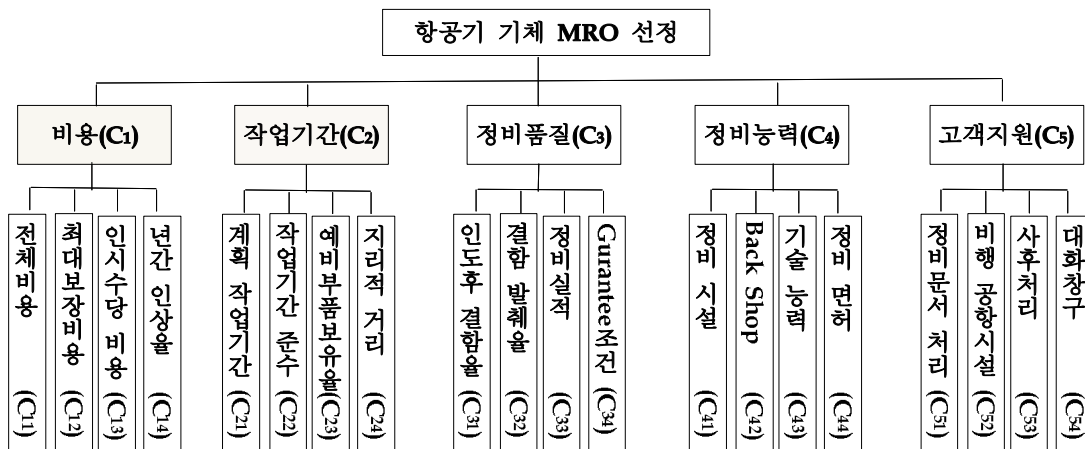 항공기 기체 MRO 선정
비용(C1)
작업기간(C2)
정비품질(C3)
정비능력(C4)
고객지원(C5)
전체비용 (C11)
최대보장비용 (C12)
인시수당 비용 (C13)
년간 인상율 (C14)
계획 작업기간 (C21)
작업기간 준수 (C22)
예비부품보유율 (C23)
지리적 거리 (C24)
인도후 결함율 (C31)
결함 발췌율 (C32)
정비실적 (C33)
Gurantee조건 (C34)
정비 시설 (C41)
Back Shop (C42)
기술 능력 (C43)
정비 면허 (C44)
정비문서 처리 (C51)
비행 공항시설 (C52)
사후처리 (C53)
대화창구 (C54)